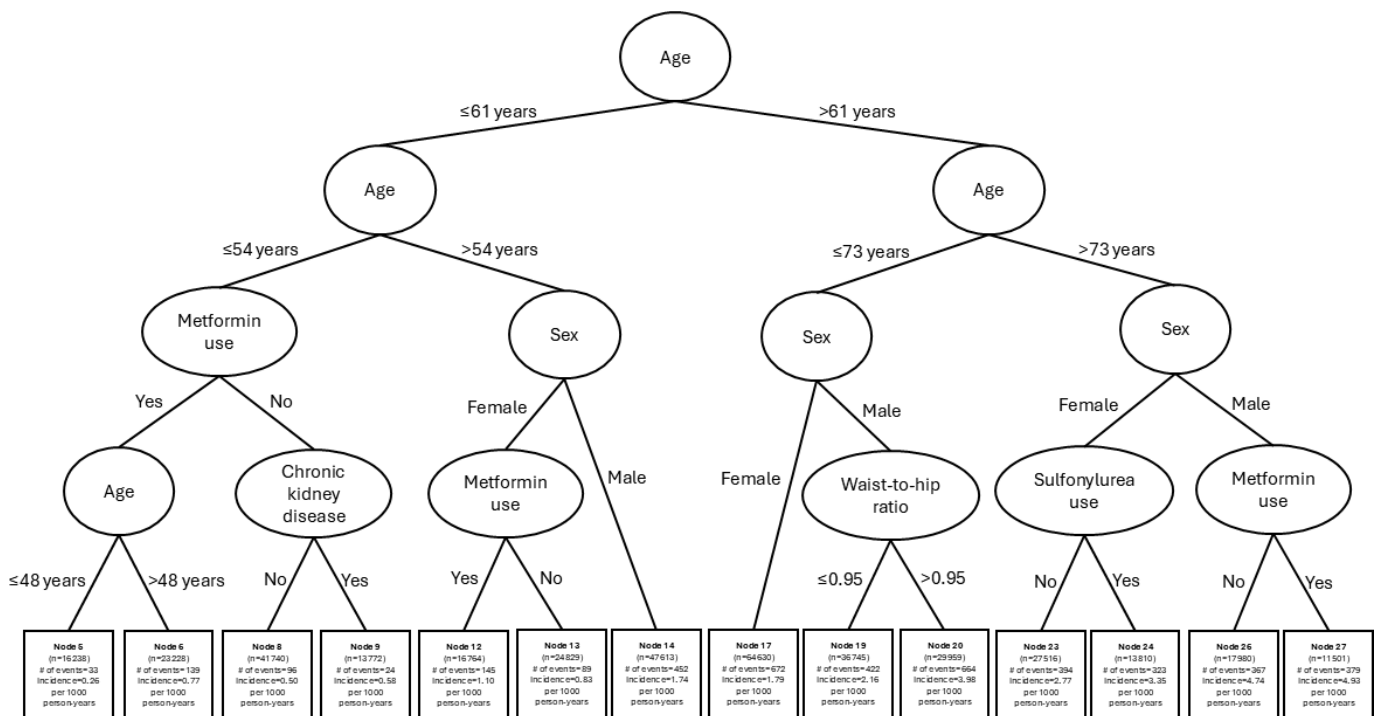 Age
≤61 years
>61 years
Age
Age
≤54 years
>54 years
≤73 years
>73 years
Metformin
use
Sex
Sex
Sex
Yes
No
Female
Male
Female
Male
Female
Male
Age
Chronic
kidney
disease
Metformin
use
Waist-to-hip
ratio
Sulfonylurea
use
Metformin
use
≤48 years
>48 years
No
Yes
Yes
No
≤0.95
>0.95
No
Yes
No
Yes
Node 5
(n=16238)
# of events=33
Incidence=0.26
per 1000
person-years
Node 6
(n=23228)
# of events=139
Incidence=0.77
per 1000
person-years
Node 8
(n=41740)
# of events=96
Incidence=0.50
per 1000
person-years
Node 9
(n=13772)
# of events=24
Incidence=0.58
per 1000
person-years
Node 12
(n=16764)
# of events=145
Incidence=1.10
per 1000
person-years
Node 13
(n=24829)
# of events=89
Incidence=0.83
per 1000
person-years
Node 14
(n=47613)
# of events=452
Incidence=1.74
per 1000
person-years
Node 17
(n=64630)
# of events=672
Incidence=1.79
per 1000
person-years
Node 19
(n=36745)
# of events=422
Incidence=2.16
per 1000
person-years
Node 20
(n=29959)
# of events=664
Incidence=3.98
per 1000
person-years
Node 23
(n=27516)
# of events=394
Incidence=2.77
per 1000
person-years
Node 24
(n=13810)
# of events=323
Incidence=3.35
per 1000
person-years
Node 26
(n=17980)
# of events=367
Incidence=4.74
per 1000
person-years
Node 27
(n=11501)
# of events=379
Incidence=4.93
per 1000
person-years